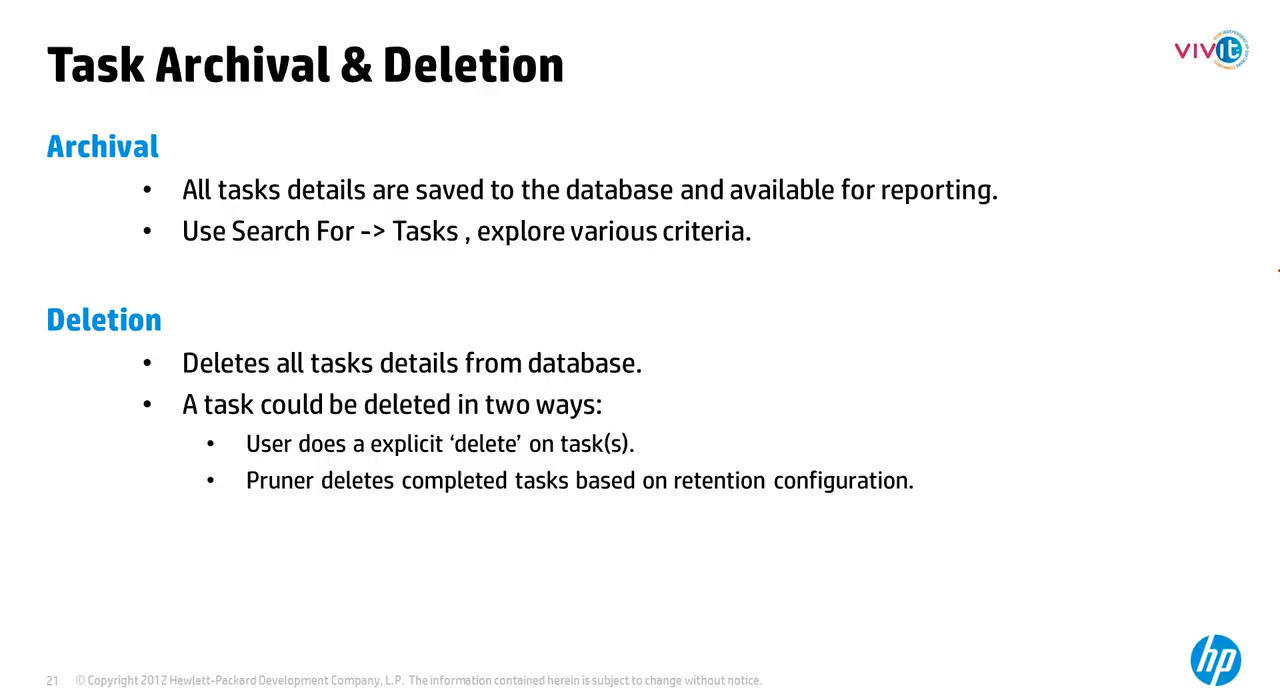 Task Archival & Deletion
vivit
Archival
• All tasks details are saved to the database and available for reporting.
• Use Search For -> Tasks , explore various criteria.
Deletion
• Deletes all tasks details from database.
• A task could be deleted in two ways:
• User does a explicit ‘delete’ on task(s).
• Pruner deletes completed tasks based on retention configuration.
hp
21 © Copyright 2012 Hewlett-Packard Development Company, L.P. The information contained herein is subject to change without notice.